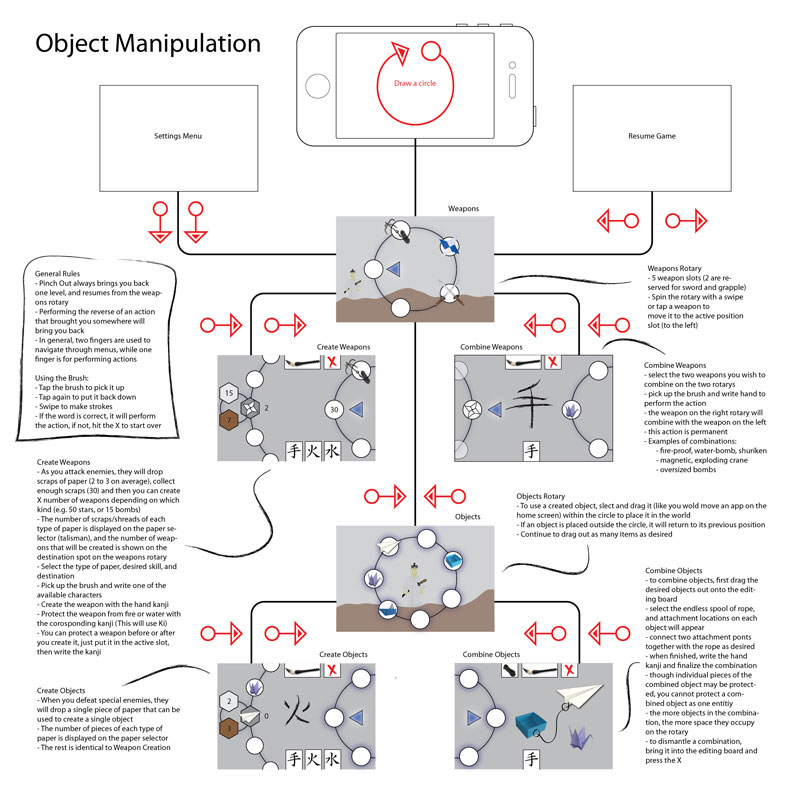 Object Manipulation
Draw a circle
Settings Menu
Resume Game
Weapons
General Rules
- Pinch Out always brings you back
one level, and resumes from the weap-
ons rotary
- Performing the reverse of an action
that brought you somewhere will
bring you back
- In general, two fingers are used to
navigate through menus, while one
finger is for performing actions
Using the Brush:
- Tap the brush to pick it up
- Tap again to put it back down
- Swipe to make strokes
- If the word is correct, it will perform
the action, if not, hit the X to start over
Weapons Rotary
- 5 weapon slots (2 are re-
served for sword and grapple)
- Spin the rotary with a swipe
or tap a weapon to
move it to the active position
slot (to the left)
Create Weapons
X
15
7
2
30
手 火 水
Combine Weapons
X
手
手
Combine Weapons
- select the two weapons you wish to
combine on the two rotarys
- pick up the brush and write hand to
perform the action
- the weapon on the right rotary will
combine with the weapon on the left
- this action is permanent
- Examples of combinations:
- fire-proof, water-bomb, shuriken
- magnetic, exploding crane
- oversized bombs
Create Weapons
- As you attack enemies, they will drop
scraps of paper (2 to 3 on average), collect
enough scraps (30) and then you can create
X number of weapons depending on which
kind (e.g. 50 stars, or 15 bombs)
- The number of scraps/shreads of each
type of paper is displayed on the paper se-
lector (talisman), and the number of weap-
ons that will be created is shown on the
destination spot on the weapons rotary
- Select the type of paper, desired skill, and
destination
- Pick up the brush and write one of the
available characters
- Create the weapon with the hand kanji
- Protect the weapon from fire or water with
the corosponding kanji (This will use Ki)
- You can protect a weapon before or after
you create it, just put it in the active slot,
then write the kanji
Objects Rotary
- To use a created object, slect and drag it (like you wold move an app on the
home screen) within the circle to place it in the world
- If an object is placed outside the circle, it will return to its previous position
- Continue to drag out as many items as desired
Objects
Create Objects
- When you defeat special enemies, they
will drop a single piece of paper that can be
used to create a single object
- The number of pieces of each type of
paper is displayed on the paper selector
- The rest is identical to Weapon Creation
Create Objects
X
2
3
0
火
手 水 火
Combine Objects
X
手
Combine Objects
- to combine objects, first drag the
desired objects out onto the edit-
ing board
- select the endless spool of rope,
and attachment locations on each
object will appear
- connect two attachment ponts
together with the rope as desired
- when finished, write the hand
kanji and finalize the combination
- though individual pieces of the
combined object may be protect-
ed, you cannot protect a com-
bined object as one entitiy
- the more objects in the combina-
tion, the more space they occupy
on the rotary
- to dismantle a combination,
bring it into the editing board and
press the X